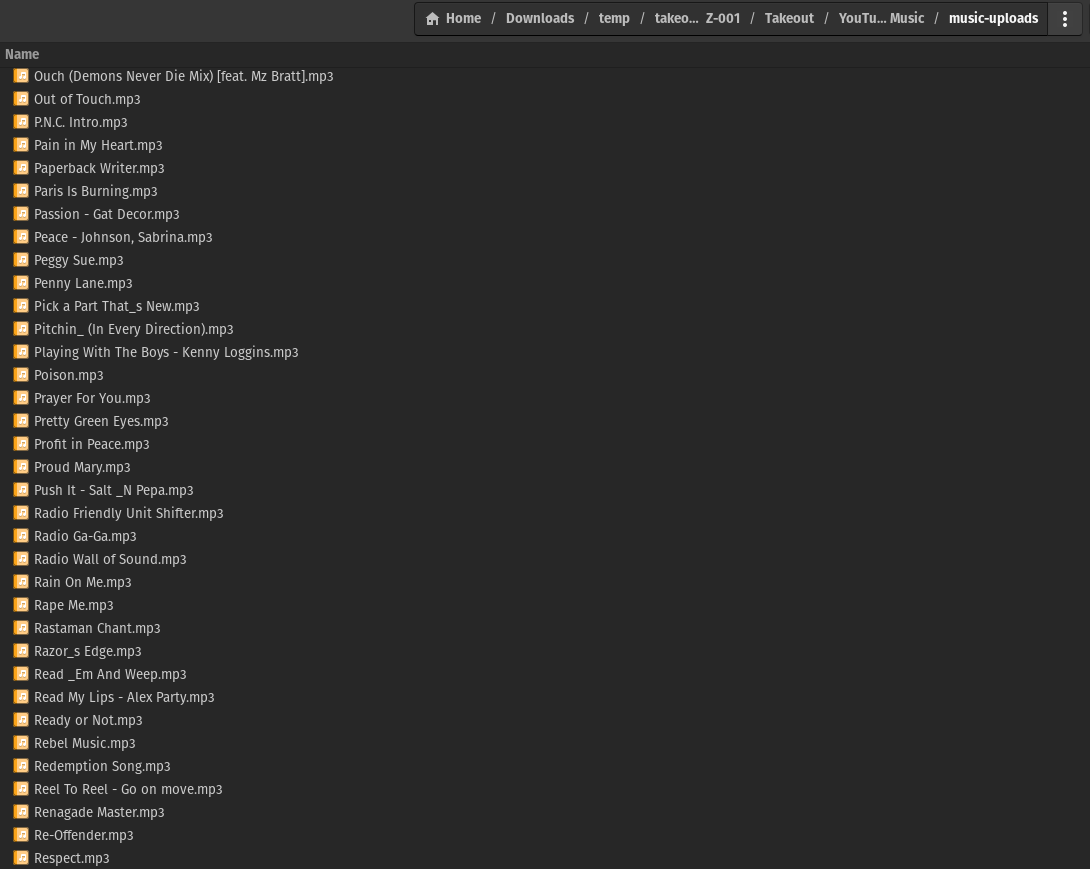 Home / Downloads / temp / takeo... Z-001 / Takeout / YouTu... Music / music-uploads
Name
Ouch (Demons Never Die Mix) [feat. Mz Bratt].mp3
Out of Touch.mp3
P.N.C. Intro.mp3
Pain in My Heart.mp3
Paperback Writer.mp3
Paris Is Burning.mp3
Passion - Gat Decor.mp3
Peace - Johnson, Sabrina.mp3
Peggy Sue.mp3
Penny Lane.mp3
Pick a Part That_s New.mp3
Pitchin_ (In Every Direction).mp3
Playing With The Boys - Kenny Loggins.mp3
Poison.mp3
Prayer For You.mp3
Pretty Green Eyes.mp3
Profit in Peace.mp3
Proud Mary.mp3
Push It - Salt _N Pepa.mp3
Radio Friendly Unit Shifter.mp3
Radio Ga-Ga.mp3
Radio Wall of Sound.mp3
Rain On Me.mp3
Rape Me.mp3
Rastaman Chant.mp3
Razor_s Edge.mp3
Read _Em And Weep.mp3
Read My Lips - Alex Party.mp3
Ready or Not.mp3
Rebel Music.mp3
Redemption Song.mp3
Reel To Reel - Go on move.mp3
Renagade Master.mp3
Re-Offender.mp3
Respect.mp3